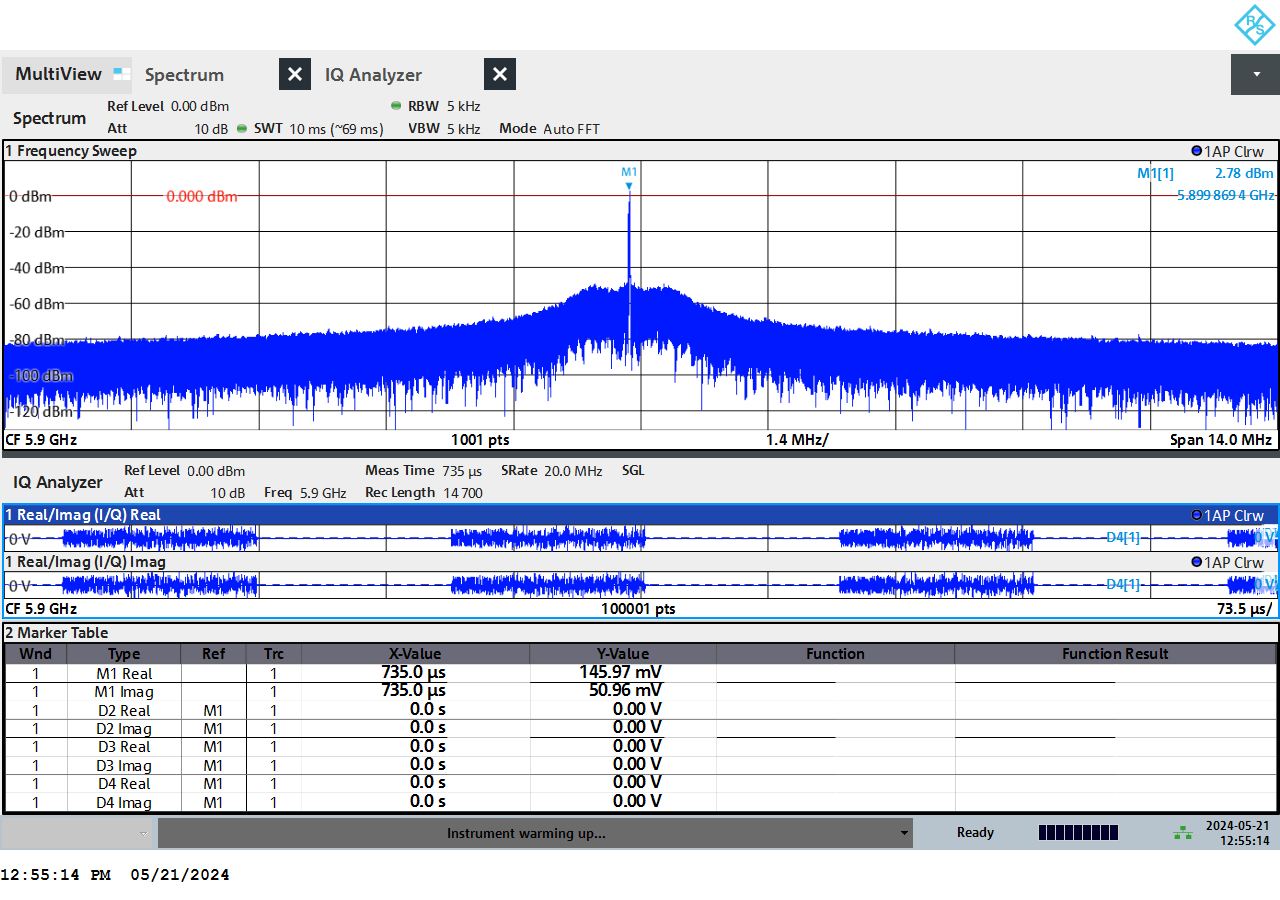 R&S
MultiView Spectrum IQ Analyzer
Spectrum
Ref Level 0.00 dBm RBW 5 kHz
Att 10 dB SWT 10 ms (~69 ms) VBW 5 kHz Mode Auto FFT
1 Frequency Sweep 1AP Clrw
M1
M1[1] 2.78 dBm
5.899 869 4 GHz
0 dBm 0.000 dBm
-20 dBm
-40 dBm
-60 dBm
-80 dBm
-100 dBm
-120 dBm
CF 5.9 GHz 1001 pts 1.4 MHz/ Span 14.0 MHz
IQ Analyzer
Ref Level 0.00 dBm Meas Time 735 µs SRate 20.0 MHz SGL
Att 10 dB Freq 5.9 GHz Rec Length 14 700
1 Real/Imag (I/Q) Real 1AP Clrw
0 V D4[1] 0 V
1 Real/Imag (I/Q) Imag 1AP Clrw
0 V D4[1] 0 V
CF 5.9 GHz 100001 pts 73.5 µs/
2 Marker Table
Wnd Type Ref Trc X-Value Y-Value Function Function Result
1 M1 Real 1 735.0 µs 145.97 mV
1 M1 Imag 1 735.0 µs 50.96 mV
1 D2 Real M1 1 0.0 s 0.00 V
1 D2 Imag M1 1 0.0 s 0.00 V
1 D3 Real M1 1 0.0 s 0.00 V
1 D3 Imag M1 1 0.0 s 0.00 V
1 D4 Real M1 1 0.0 s 0.00 V
1 D4 Imag M1 1 0.0 s 0.00 V
Instrument warming up... Ready
2024-05-21
12:55:14
12:55:14 PM 05/21/2024